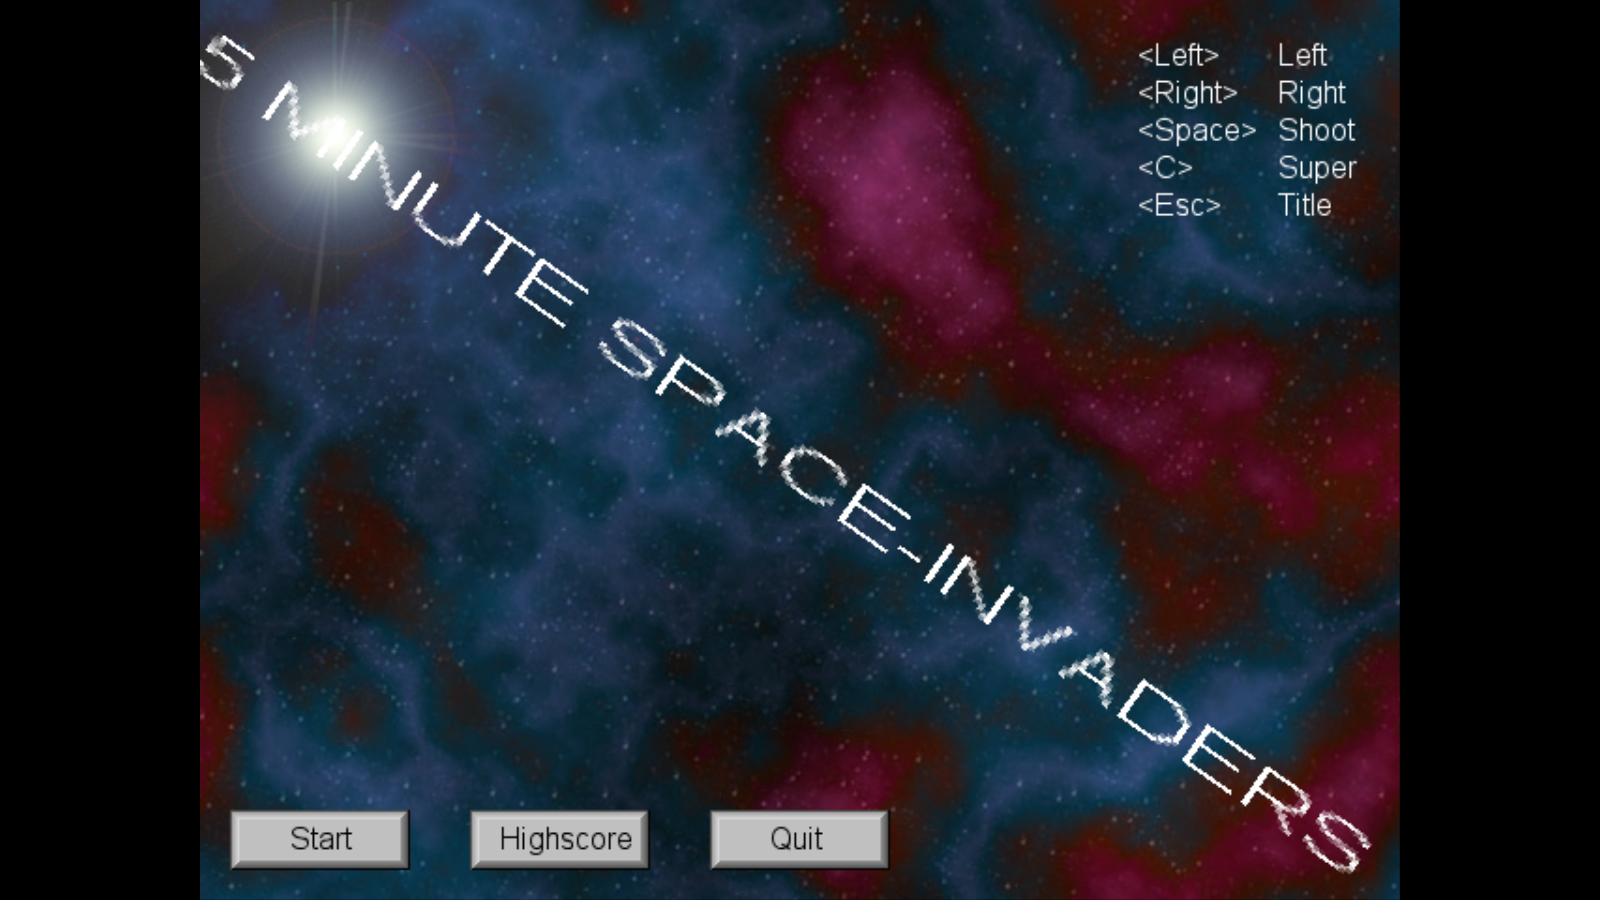 5 MINUTE SPACE-INVADERS
<Left> Left
<Right> Right
<Space> Shoot
<C> Super
<Esc> Title
Start
Highscore
Quit